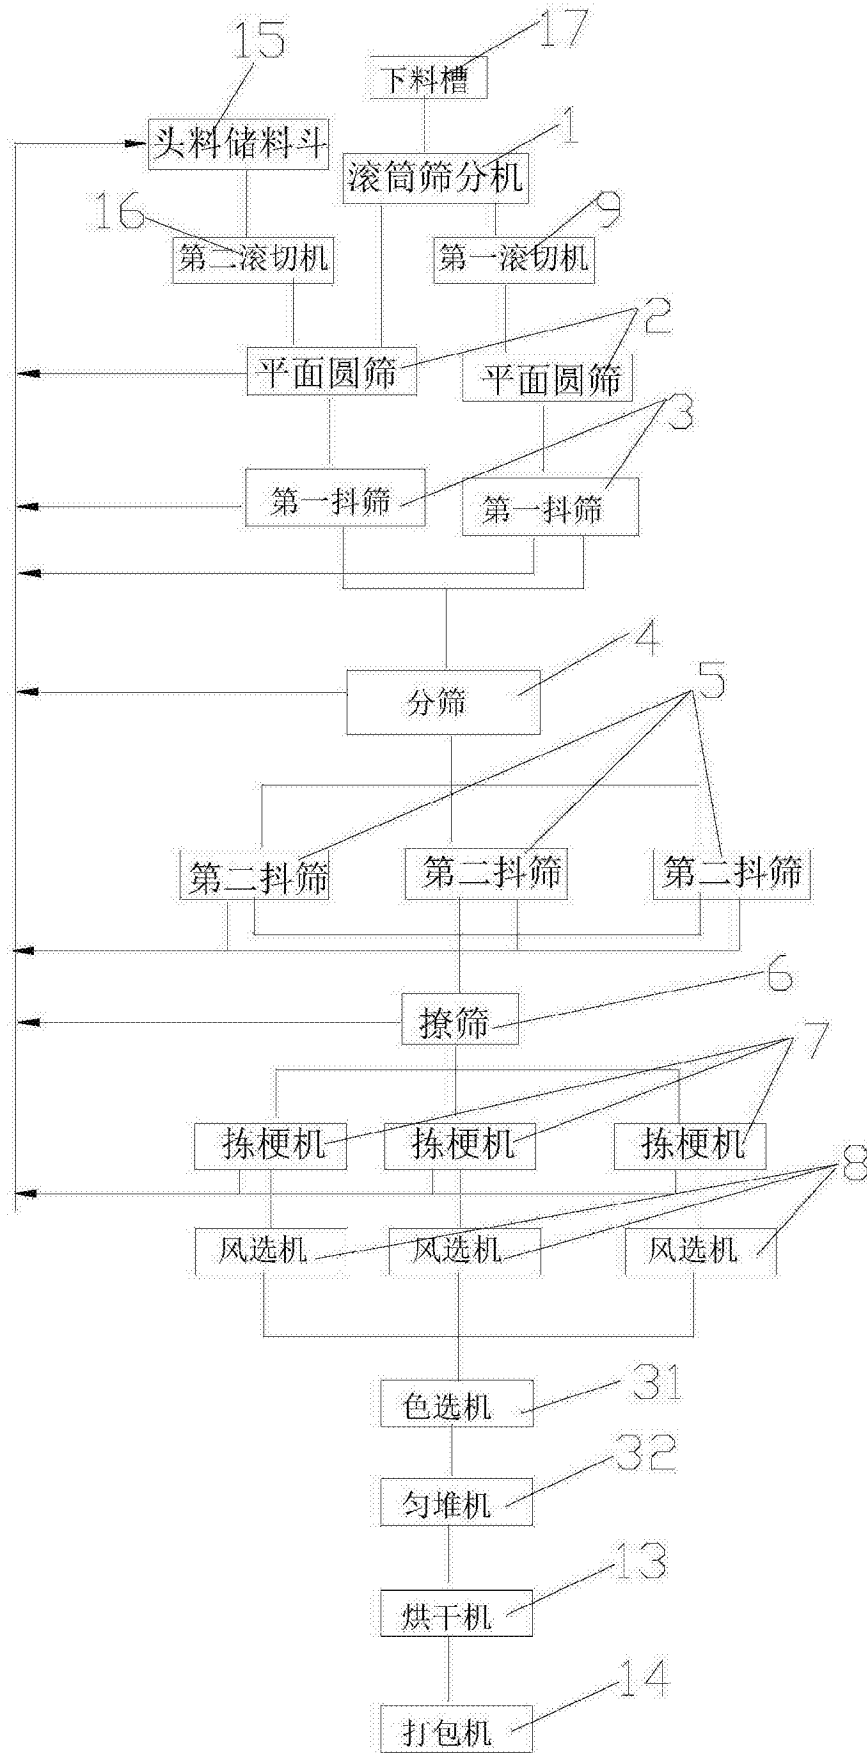 17
15
下料槽
头料储料斗
1
滚筒筛分机
16
9
第二滚切机
第一滚切机
2
平面圆筛
平面圆筛
3
第一抖筛
第一抖筛
4
分筛
5
第二抖筛
第二抖筛
第二抖筛
6
撩筛
7
拣梗机
拣梗机
拣梗机
8
风选机
风选机
风选机
31
色选机
32
匀堆机
13
烘干机
14
打包机